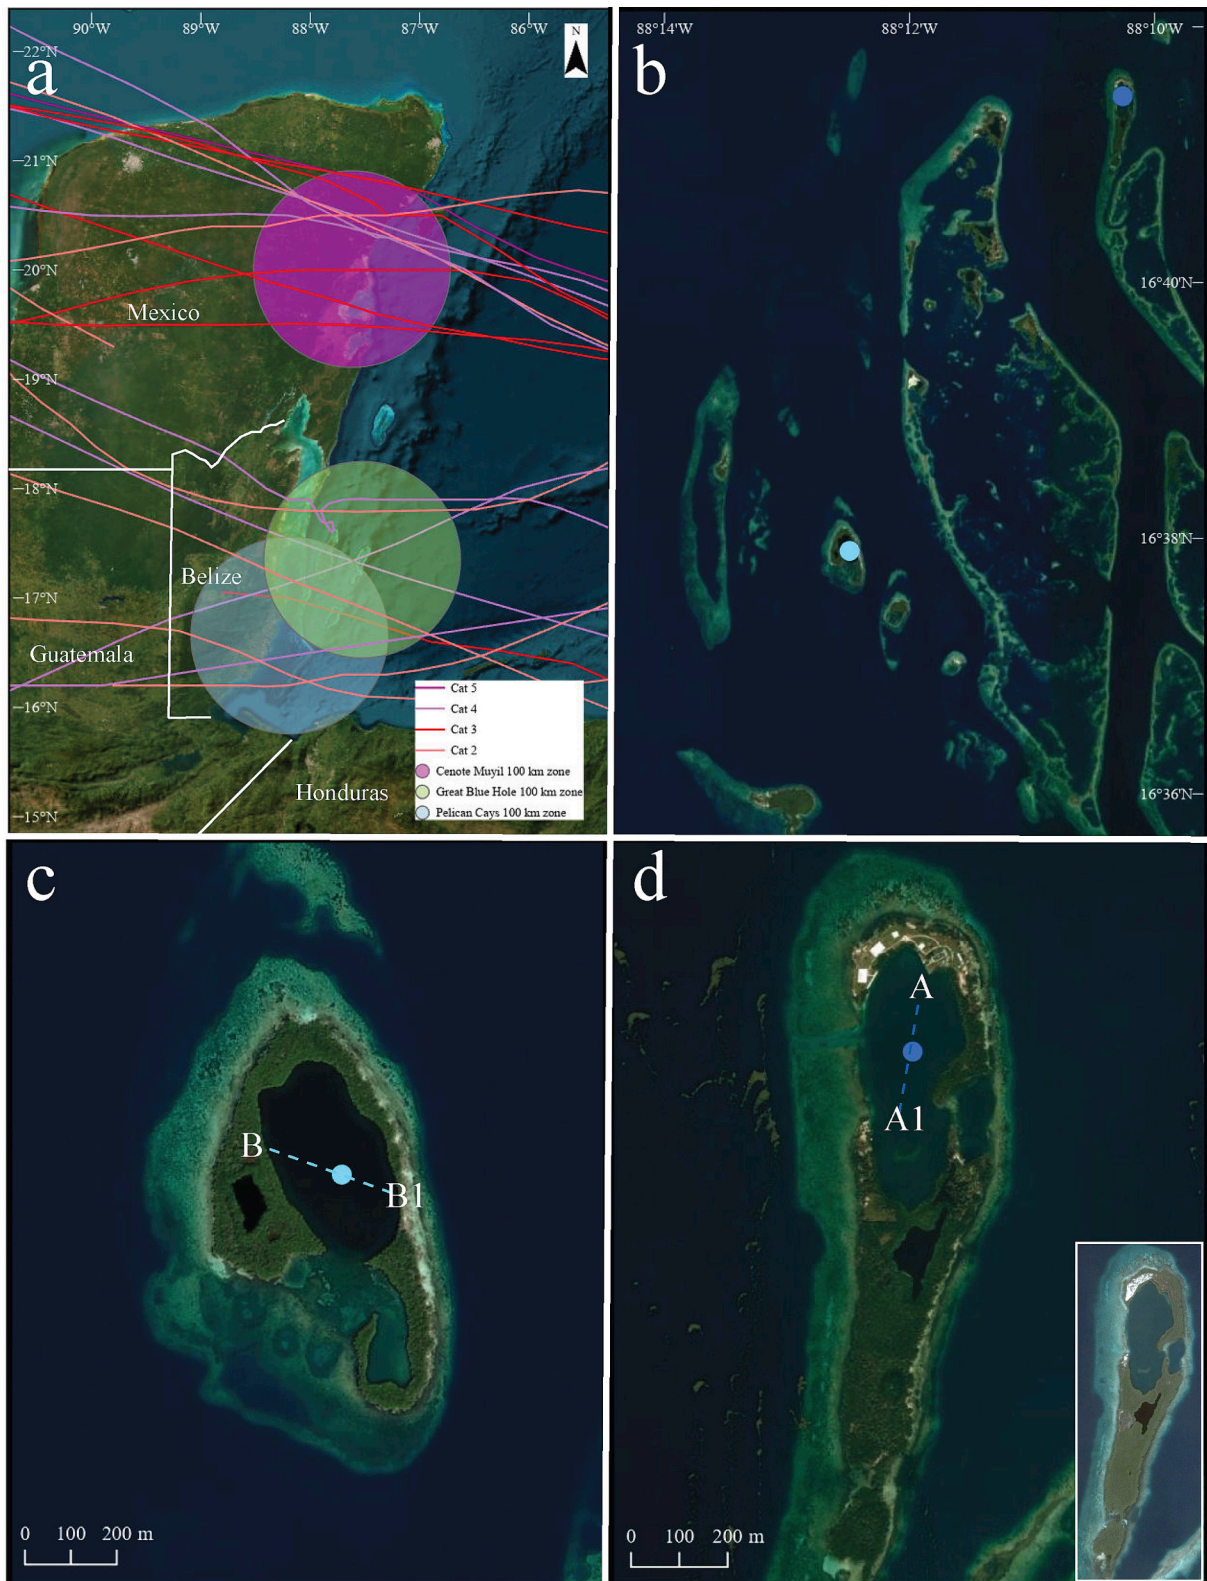 90°W 89°W 88°W 87°W 86°W
22°N
N
a
21°N
20°N
Mexico
19°N
18°N
Belize
17°N
Guatemala
16°N
Cat 5
Cat 4
Cat 3
Cat 2
Cenote Muyil 100 km zone
Great Blue Hole 100 km zone
Pelican Cays 100 km zone
Honduras
15°N
88°14'W 88°12'W 88°10'W
b
16°40'N
16°38'N
16°36'N
c
B
B1
0 100 200 m
d
A
A1
0 100 200 m